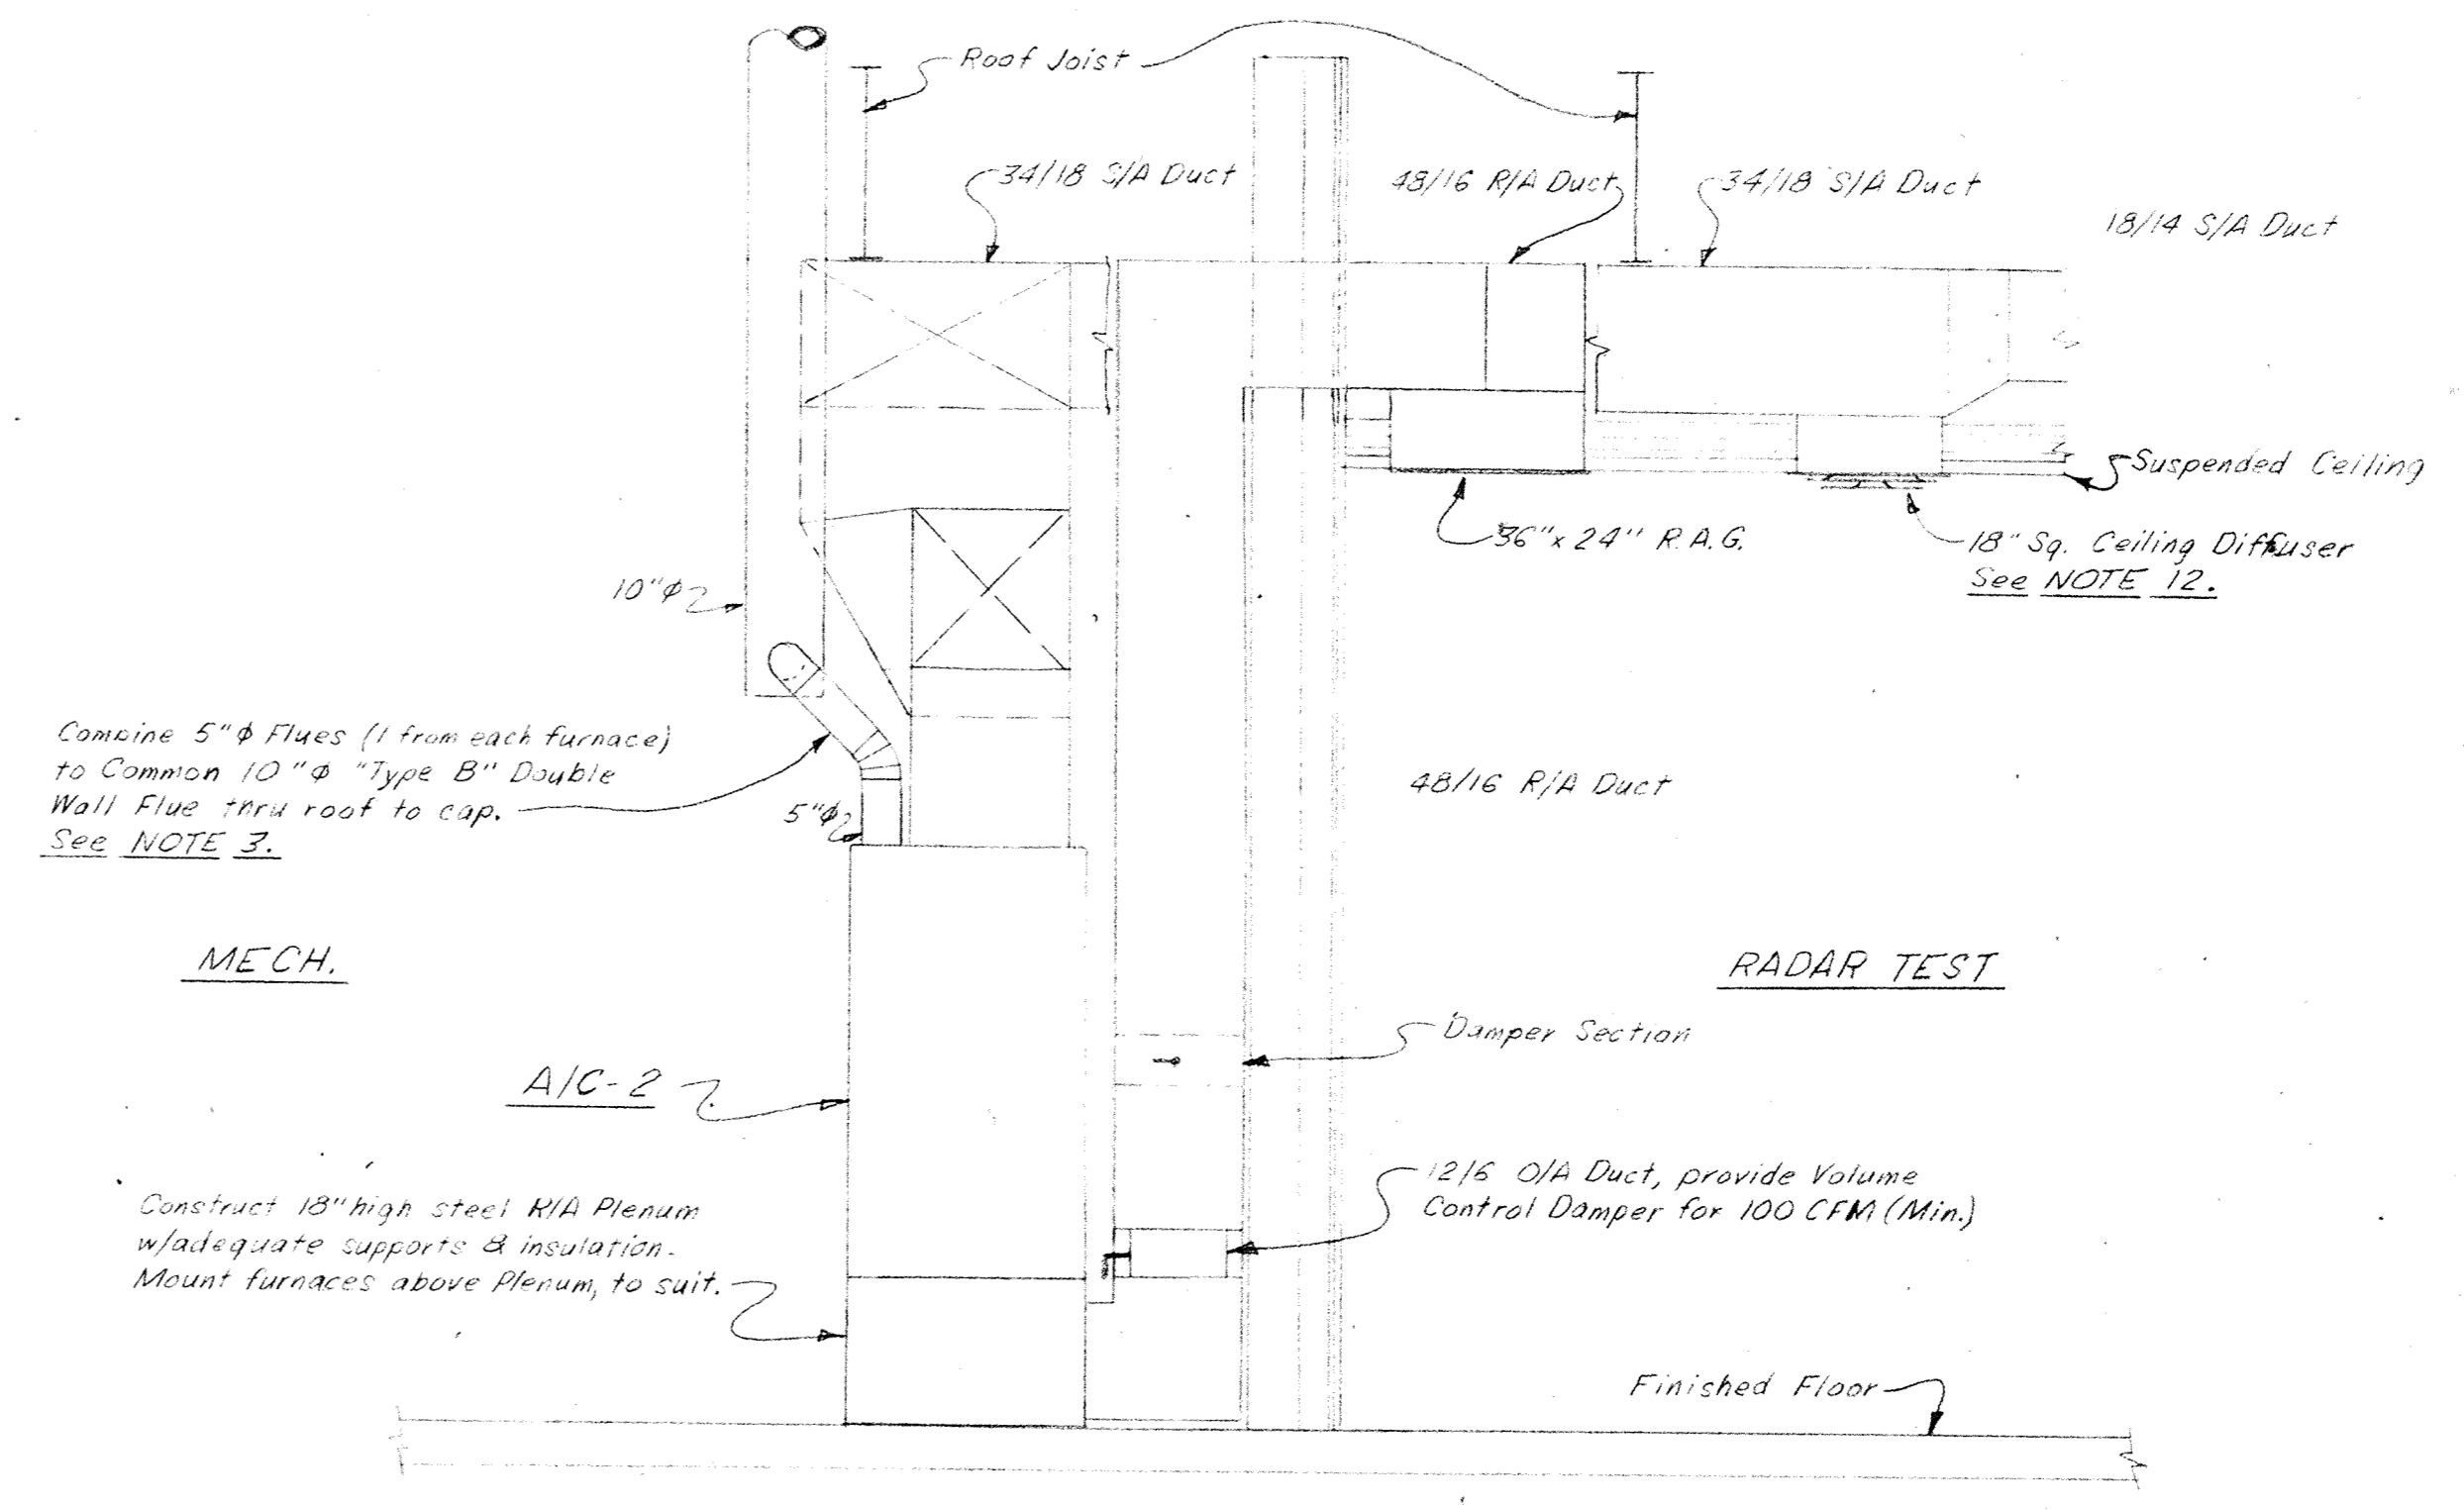 Roof Joist
34/18 S/A Duct
48/16 R/A Duct
34/18 S/A Duct
18/14 S/A Duct
Suspended Ceiling
36" x 24" R.A.G.
18" Sq. Ceiling Diffuser
See NOTE 12.
10"ϕ
Combine 5"ϕ Flues (1 from each furnace)
to Common 10"ϕ "Type B" Double
Wall Flue thru roof to cap.
See NOTE 3.
5"ϕ
48/16 R/A Duct
MECH.
RADAR TEST
Damper Section
A/C-2
12/6 O/A Duct, provide Volume
Control Damper for 100 CFM (Min.)
Construct 18" high steel R/A Plenum
w/adequate supports & insulation.
Mount furnaces above Plenum, to suit.
Finished Floor